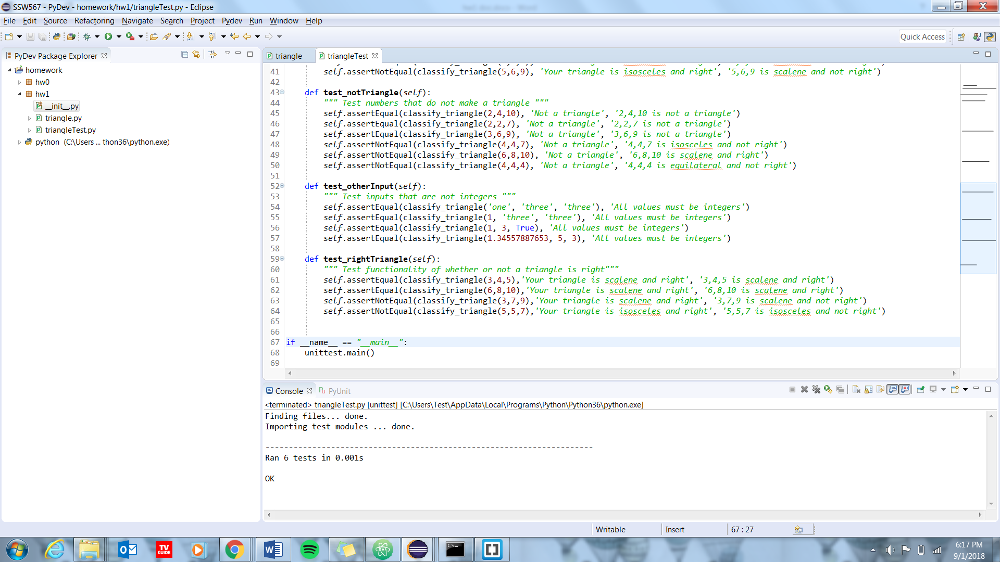 SSW567 - PyDev - homework/hw1/triangleTest.py - Eclipse
File Edit Source Refactoring Navigate Search Project Pydev Run Window Help
Quick Access
PyDev Package Explorer
homework
hw0
hw1
__init__.py
triangle.py
triangleTest.py
python (C:\Users ... thon36\python.exe)
triangle triangleTest
41 self.assertNotEqual(classify_triangle(5,6,9), 'Your triangle is isosceles and right', '5,6,9 is scalene and not right')
42
43 def test_notTriangle(self):
44 """ Test numbers that do not make a triangle """
45 self.assertEqual(classify_triangle(2,4,10), 'Not a triangle', '2,4,10 is not a triangle')
46 self.assertEqual(classify_triangle(2,2,7), 'Not a triangle', '2,2,7 is not a triangle')
47 self.assertEqual(classify_triangle(3,6,9), 'Not a triangle', '3,6,9 is not a triangle')
48 self.assertNotEqual(classify_triangle(4,4,7), 'Not a triangle', '4,4,7 is isosceles and not right')
49 self.assertNotEqual(classify_triangle(6,8,10), 'Not a triangle', '6,8,10 is scalene and right')
50 self.assertNotEqual(classify_triangle(4,4,4), 'Not a triangle', '4,4,4 is equilateral and not right')
51
52 def test_otherInput(self):
53 """ Test inputs that are not integers """
54 self.assertEqual(classify_triangle('one', 'three', 'three'), 'All values must be integers')
55 self.assertEqual(classify_triangle(1, 'three', 'three'), 'All values must be integers')
56 self.assertEqual(classify_triangle(1, 3, True), 'All values must be integers')
57 self.assertEqual(classify_triangle(1.34557887653, 5, 3), 'All values must be integers')
58
59 def test_rightTriangle(self):
60 """ Test functionality of whether or not a triangle is right"""
61 self.assertEqual(classify_triangle(3,4,5),'Your triangle is scalene and right', '3,4,5 is scalene and right')
62 self.assertEqual(classify_triangle(6,8,10),'Your triangle is scalene and right', '6,8,10 is scalene and right')
63 self.assertNotEqual(classify_triangle(3,7,9),'Your triangle is scalene and right', '3,7,9 is scalene and not right')
64 self.assertNotEqual(classify_triangle(5,5,7),'Your triangle is isosceles and right', '5,5,7 is isosceles and not right')
65
66
67 if __name__ == "__main__":
68 unittest.main()
69
Console PyUnit
<terminated> triangleTest.py [unittest] [C:\Users\Test\AppData\Local\Programs\Python\Python36\python.exe]
Finding files... done.
Importing test modules ... done.
----------------------------------------------------------------------
Ran 6 tests in 0.001s
OK
Writable Insert 67 : 27
TV GUIDE
6:17 PM
9/1/2018